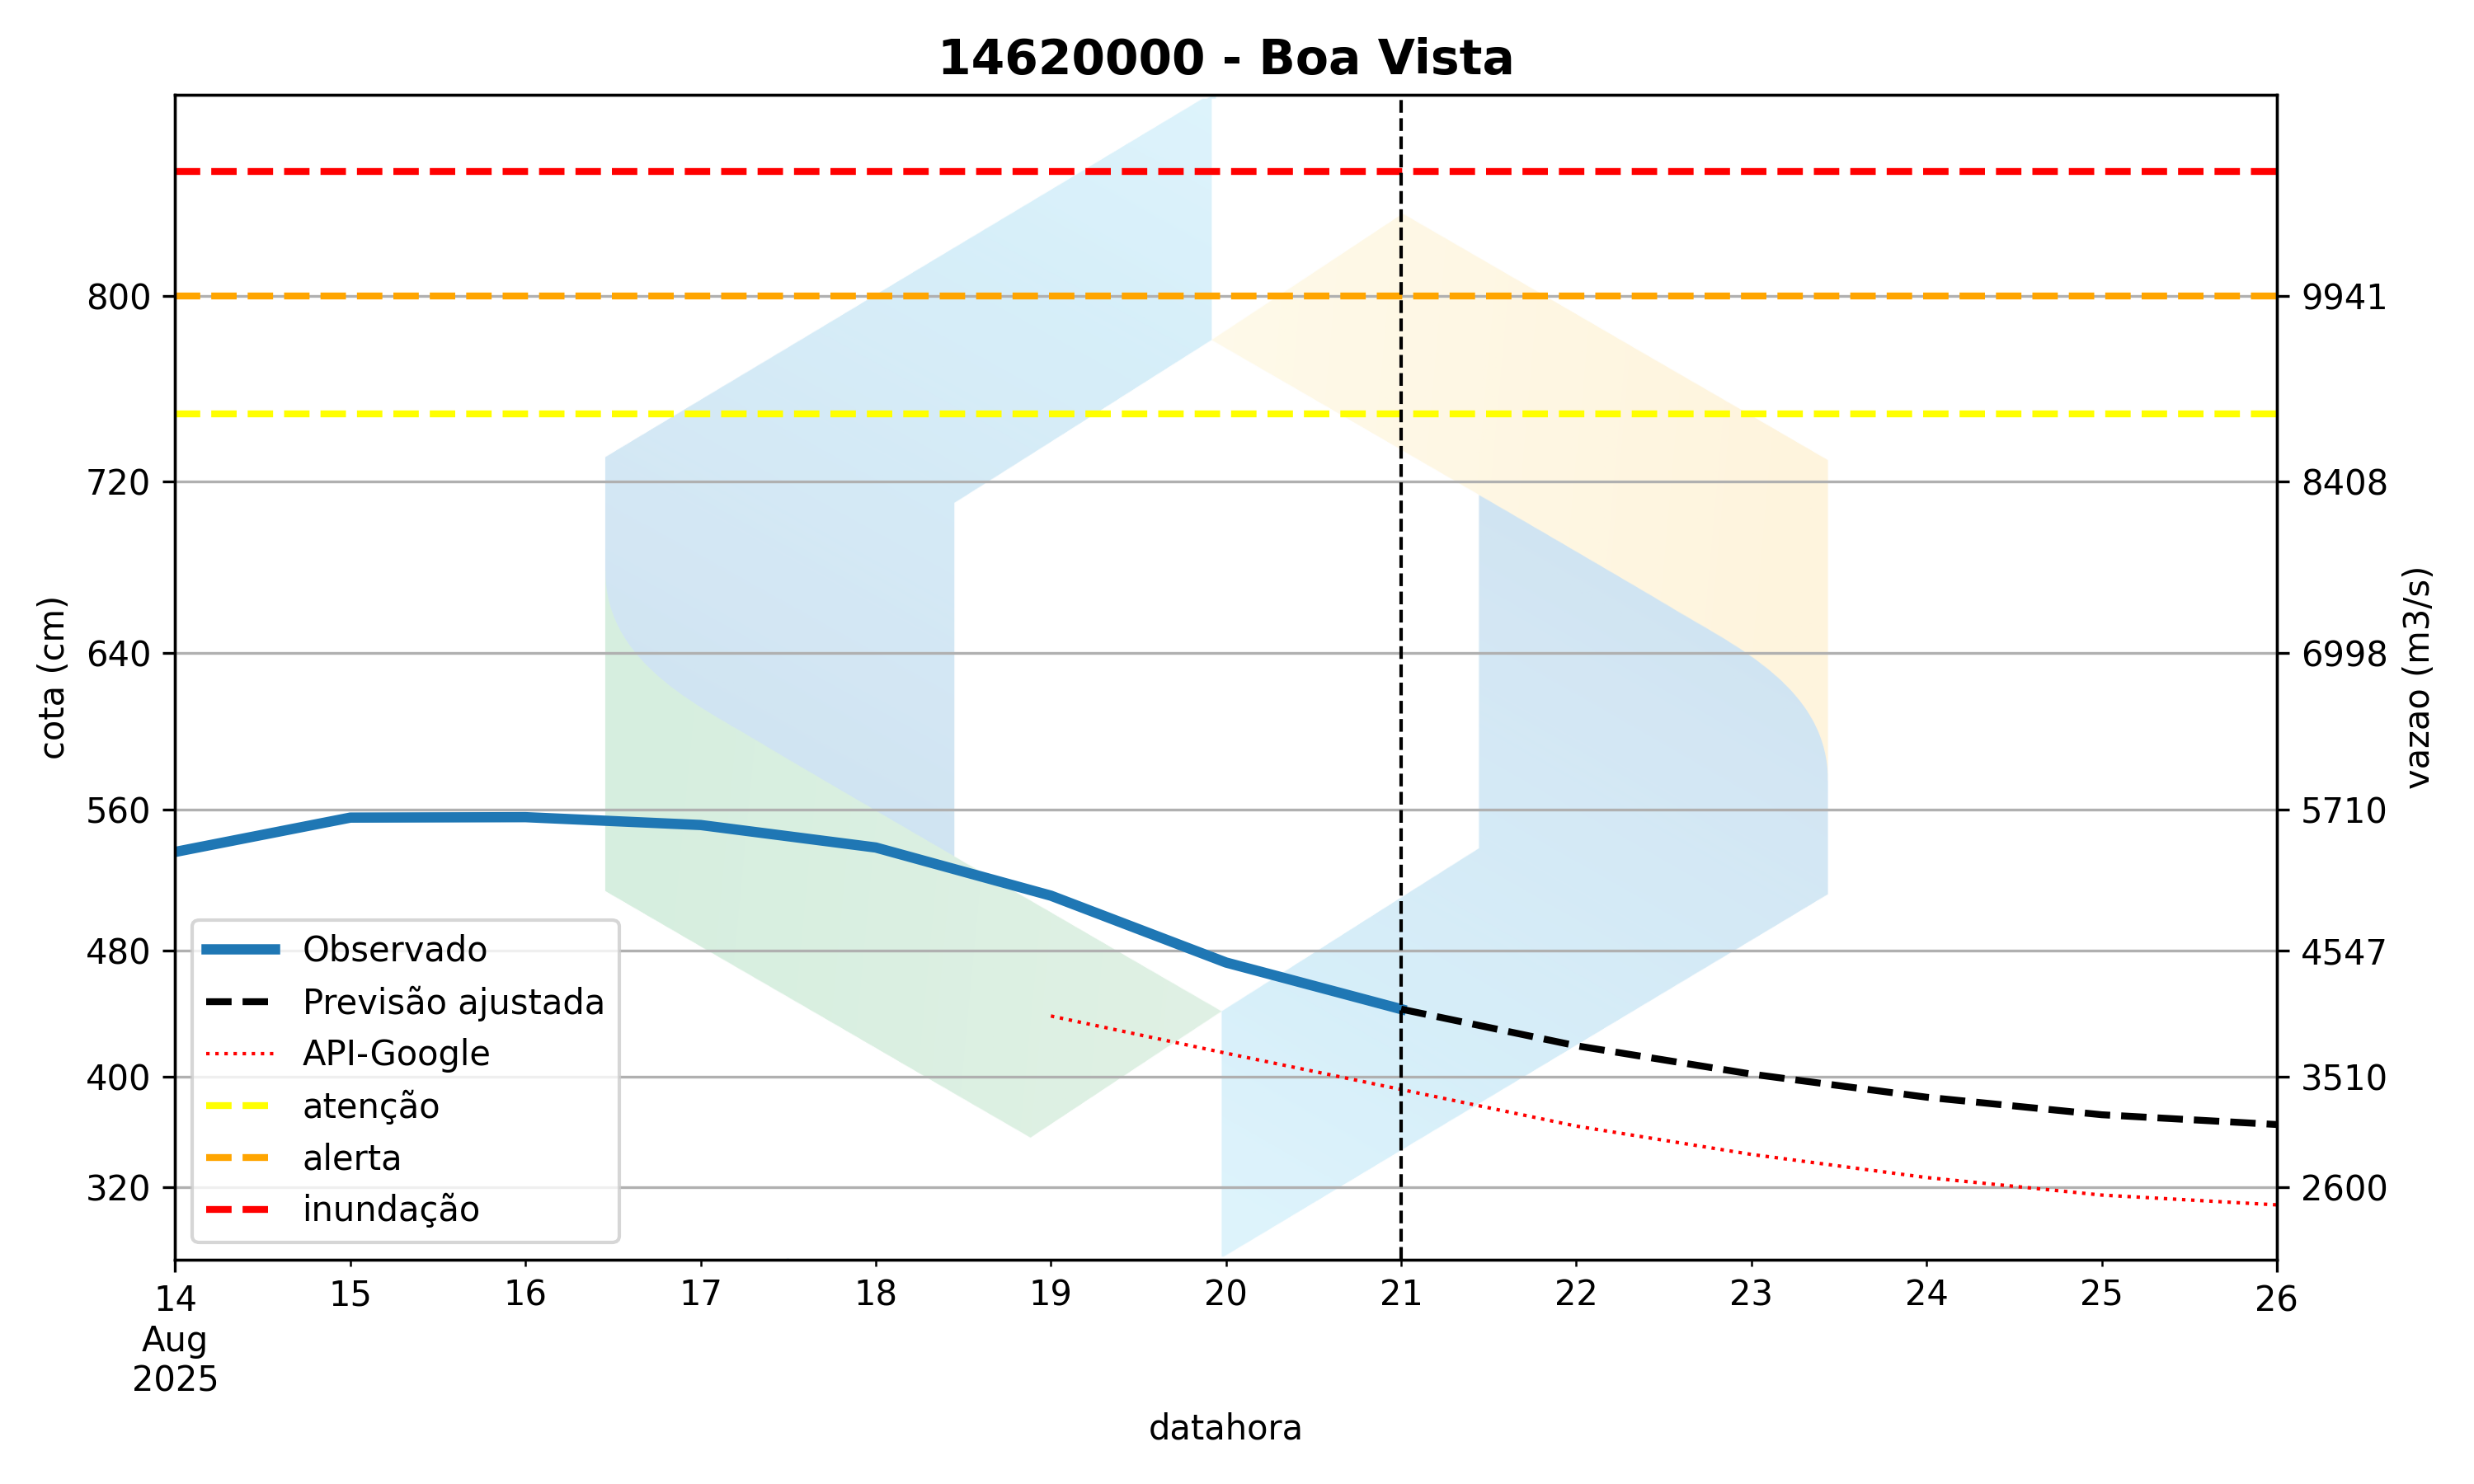 14620000 - Boa Vista
800
720
640
560
480
400
320
cota (cm)
9941
8408
6998
5710
4547
3510
2600
vazao (m3/s)
Observado
Previsão ajustada
API-Google
atenção
alerta
inundação
14 15 16 17 18 19 20 21 22 23 24 25 26
Aug
2025
datahora